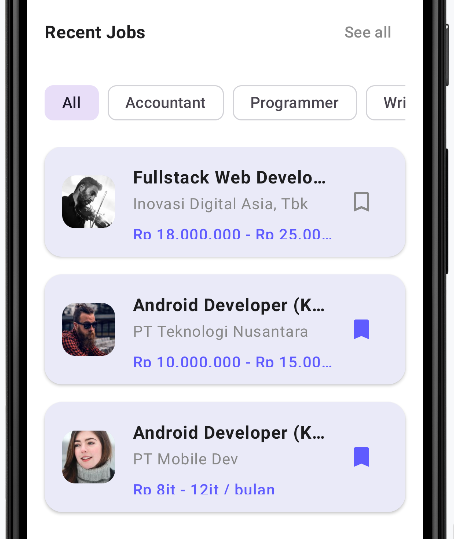 Recent Jobs See all
All Accountant Programmer Wri
Fullstack Web Develo...
Inovasi Digital Asia, Tbk
Rp 18.000.000 - Rp 25.00...
Android Developer (K...
PT Teknologi Nusantara
Rp 10.000.000 - Rp 15.00...
Android Developer (K...
PT Mobile Dev
Rp 8jt - 12jt / bulan